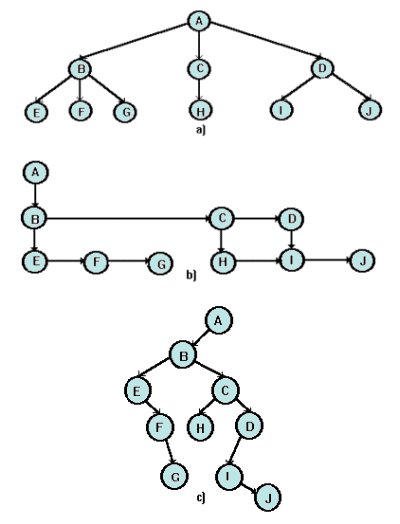 A
B C D
E F G H I J
a)
A
B C D
E F G H I J
b)
A
B
E C
F H D
G I
J
c)